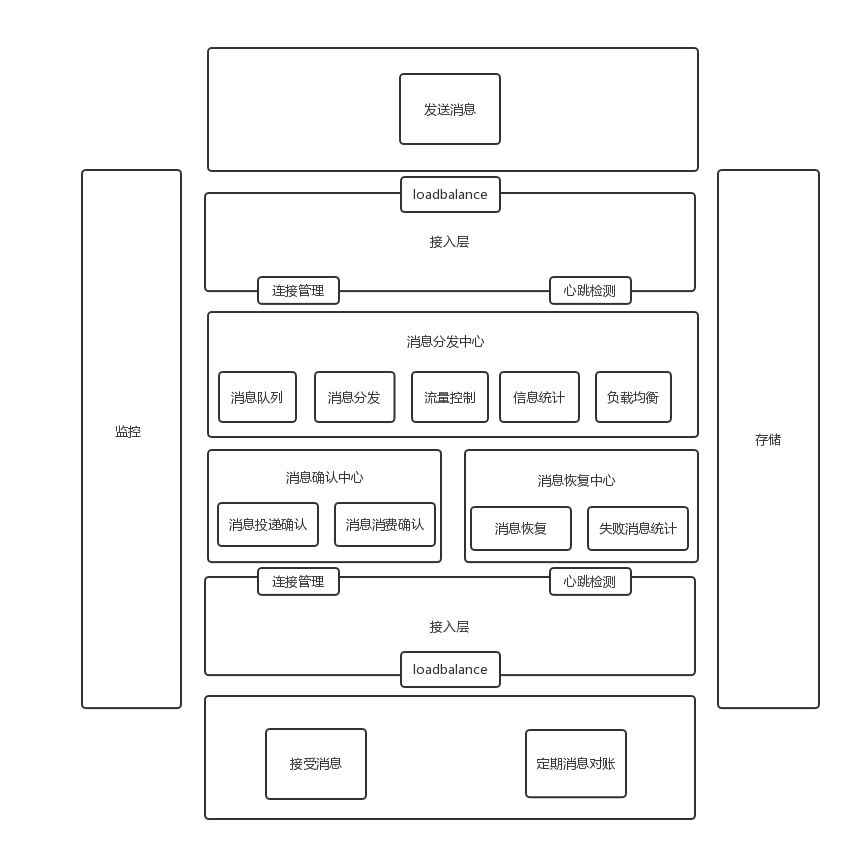 发送消息
loadbalance
接入层
连接管理
心跳检测
消息分发中心
消息队列
消息分发
流量控制
信息统计
负载均衡
监控
存储
消息确认中心
消息投递确认
消息消费确认
消息恢复中心
消息恢复
失败消息统计
连接管理
心跳检测
接入层
loadbalance
接受消息
定期消息对账